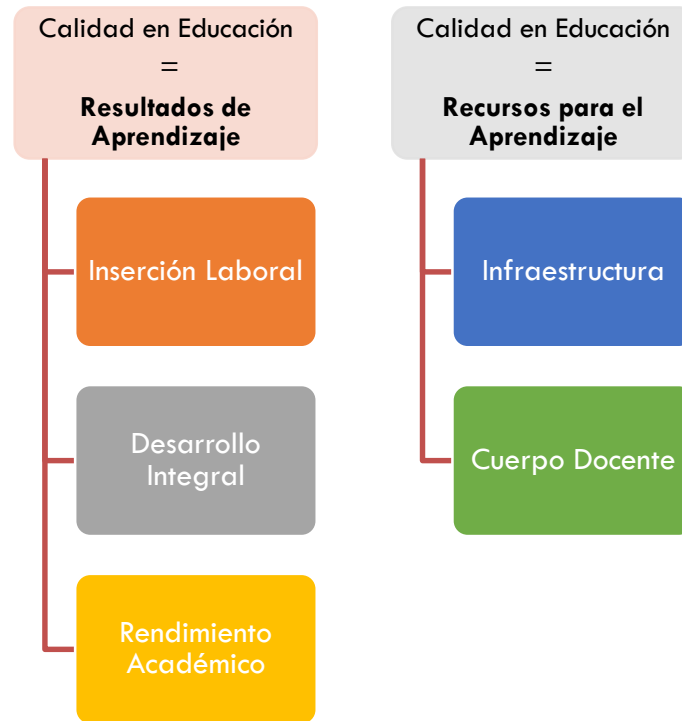 Calidad en Educación
=
Resultados de
Aprendizaje
Inserción Laboral
Desarrollo
Integral
Rendimiento
Académico
Calidad en Educación
=
Recursos para el
Aprendizaje
Infraestructura
Cuerpo Docente